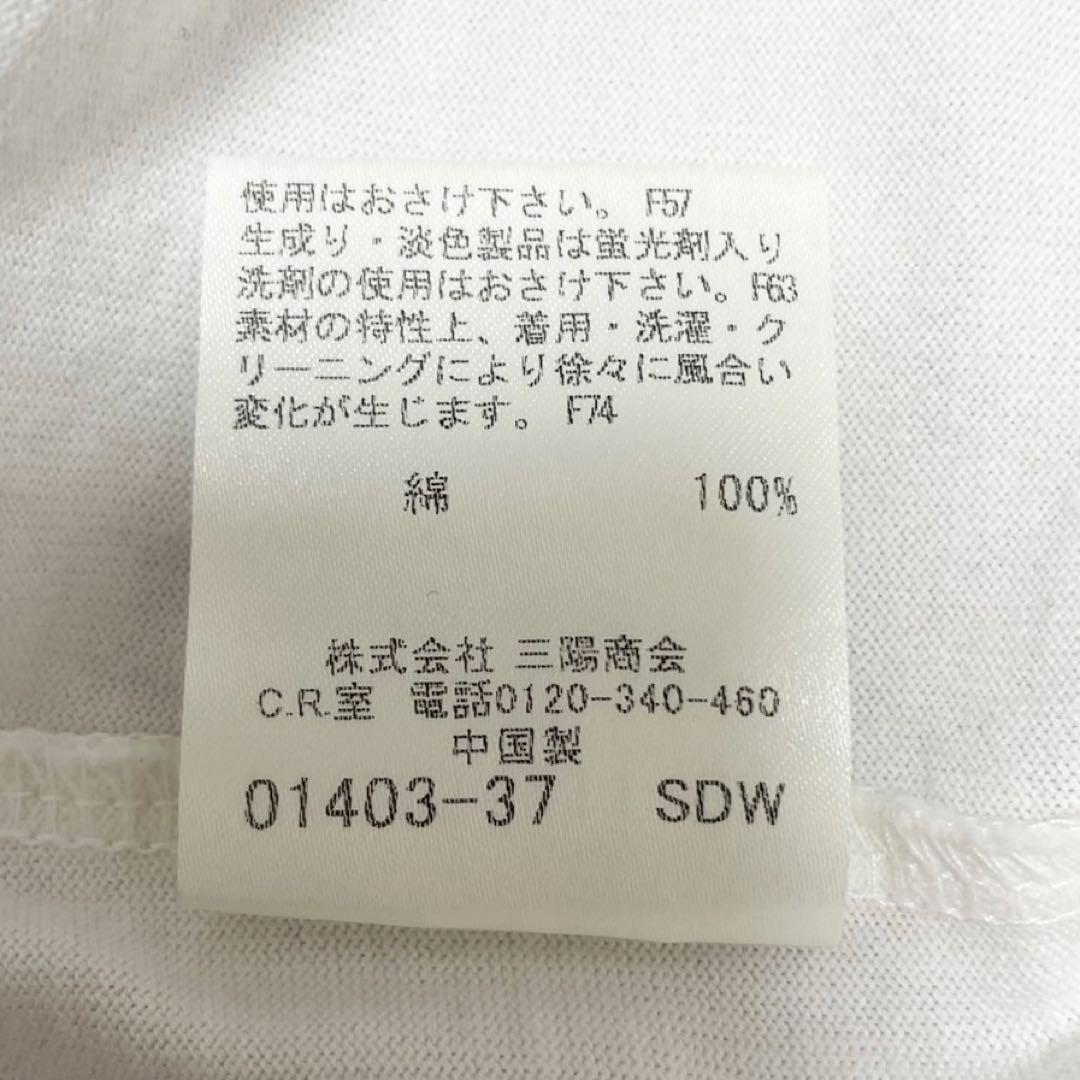 使用はおさけ下さい。 F57
生成り・淡色製品は蛍光剤入り
洗剤の使用はおさけ下さい。F63
素材の特性上、着用・洗濯・ク
リーニングにより徐々に風合い
変化が生じます。 F74
綿 100%
株式会社 三陽商会
C.R.室 電話0120-340-460
中国製
01403-37 SDW